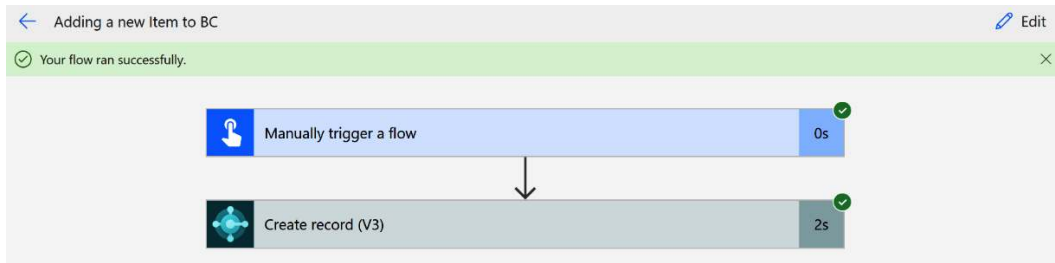 Adding a new Item to BC
Edit
Your flow ran successfully.
Manually trigger a flow
0s
Create record (V3)
2s